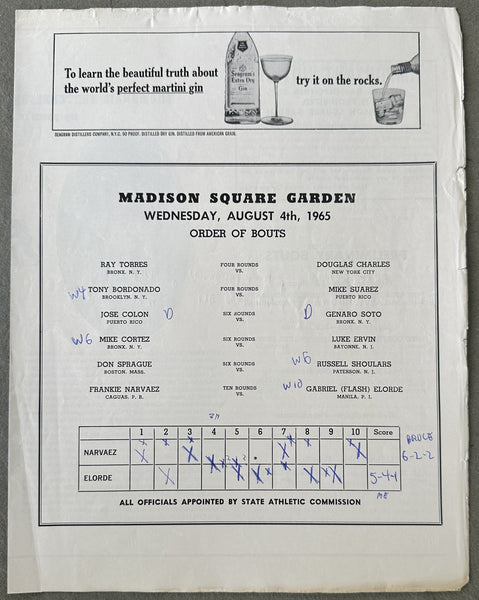 To learn the beautiful truth about
the world's perfect martini gin
Seagram's
Extra Dry
Gin
try it on the rocks.
SEAGRAM DISTILLERS COMPANY, N.Y.C. 90 PROOF. DISTILLED DRY GIN. DISTILLED FROM AMERICAN GRAIN.
MADISON SQUARE GARDEN
WEDNESDAY, AUGUST 4th, 1965
ORDER OF BOUTS
RAY TORRES FOUR ROUNDS DOUGLAS CHARLES
BRONX, N. Y. VS. NEW YORK CITY
W4 TONY BORDONADO FOUR ROUNDS MIKE SUAREZ
BROOKLYN, N. Y. VS. PUERTO RICO
JOSE COLON D SIX ROUNDS D GENARO SOTO
PUERTO RICO VS. BRONX, N. Y.
W6 MIKE CORTEZ SIX ROUNDS LUKE ERVIN
BRONX, N. Y. VS. BAYONNE, N. J.
DON SPRAGUE SIX ROUNDS W6 RUSSELL SHOULARS
BOSTON, MASS. VS. PATERSON, N. J.
FRANKIE NARVAEZ TEN ROUNDS W10 GABRIEL (FLASH) ELORDE
CAGUAS, P. R. VS. MANILA, P. I.
1 2 3 4 5 6 7 8 9 10 Score
NARVAEZ X X X X X X X X BRUCE
6-2-2
ELORDE X X X X X X X 5-4-1
ME
ALL OFFICIALS APPOINTED BY STATE ATHLETIC COMMISSION